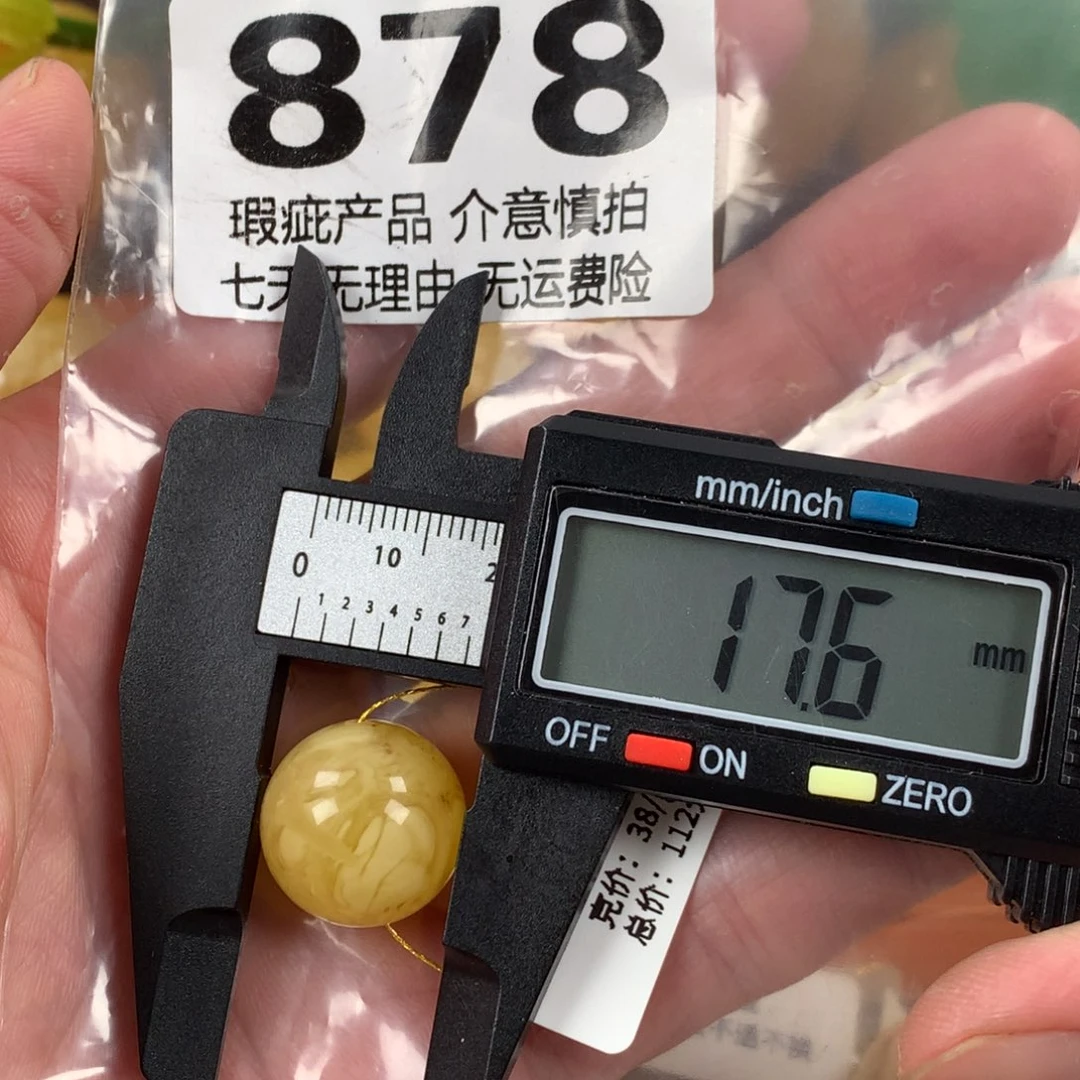 878
瑕疵产品 介意慎拍
七天无理由 无运费险
mm/inch
0 10
1 2 3 4 5 6 7
17.6 mm
OFF ON ZERO
克价: 38/
总价: 112